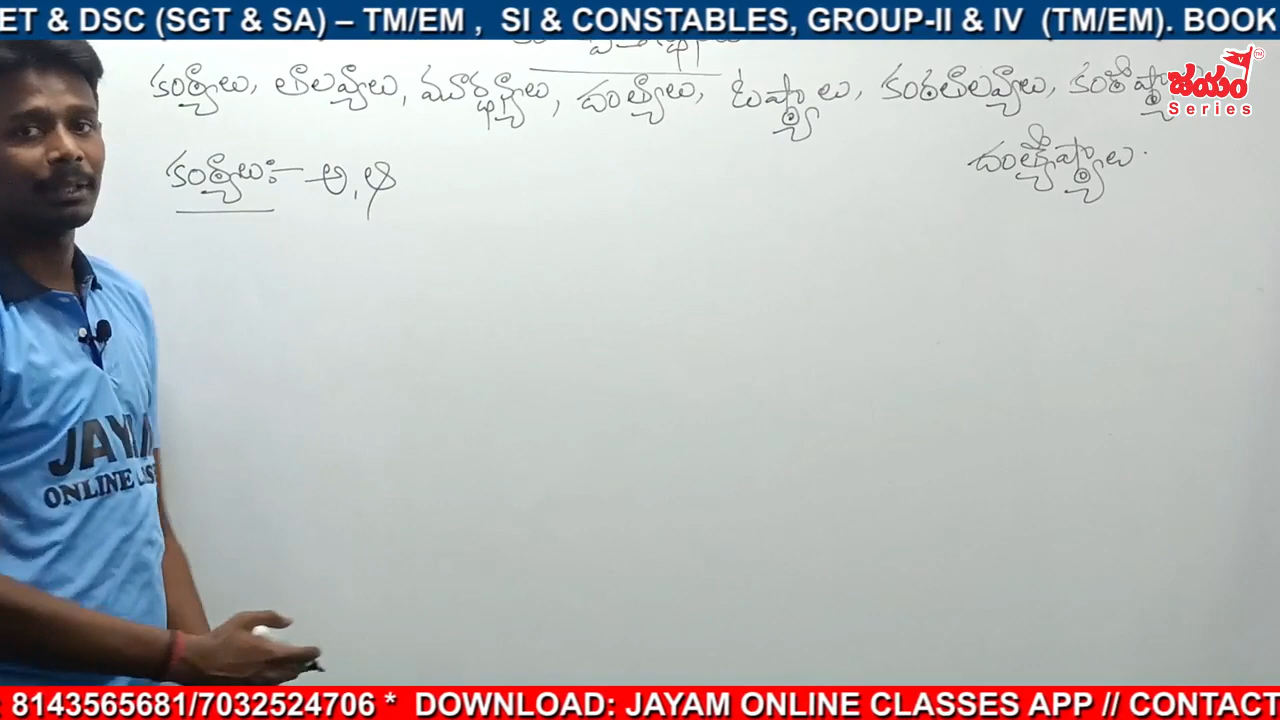 ET & DSC (SGT & SA) – TM/EM , SI & CONSTABLES, GROUP-II & IV (TM/EM). BOOK
కంఠ్యాలు, తాలవ్యాలు, మూర్ధన్యాలు, దంత్యాలు, ఓష్ఠ్యాలు, కంఠతాలవ్యాలు,
జయం
Series
కంఠ్యాలు:- అ, ఆ
దంత్యోష్ఠ్యాలు.
JAYAM
ONLINE
: 8143565681/7032524706 * DOWNLOAD: JAYAM ONLINE CLASSES APP // CONTACT